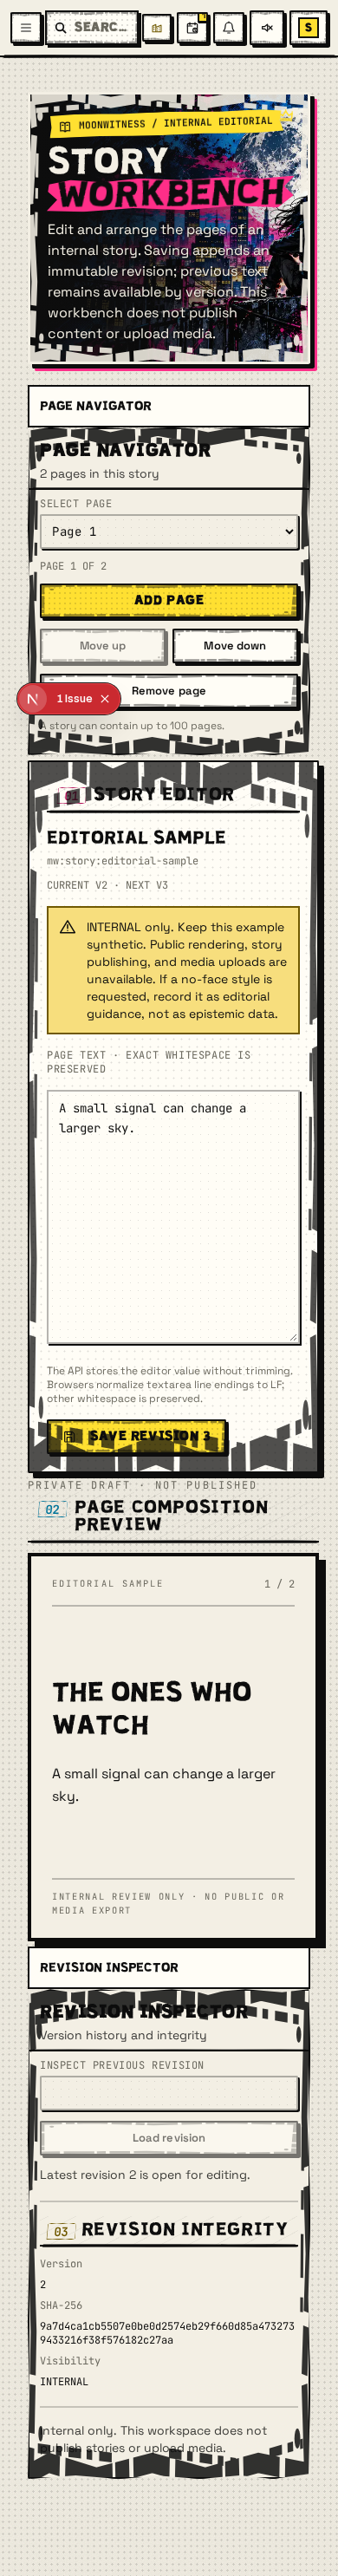 SEARC...
S
MOONWITNESS / INTERNAL EDITORIAL
STORY
WORKBENCH
Edit and arrange the pages of an
internal story. Saving appends an
immutable revision; previous text
remains available by version. This
workbench does not publish
content or upload media.
PAGE NAVIGATOR
PAGE NAVIGATOR
2 pages in this story
SELECT PAGE
Page 1
PAGE 1 OF 2
ADD PAGE
Move up
Move down
N
1 Issue
Remove page
A story can contain up to 100 pages.
01 STORY EDITOR
EDITORIAL SAMPLE
mw:story:editorial-sample
CURRENT V2 · NEXT V3
INTERNAL only. Keep this example
synthetic. Public rendering, story
publishing, and media uploads are
unavailable. If a no-face style is
requested, record it as editorial
guidance, not as epistemic data.
PAGE TEXT · EXACT WHITESPACE IS
PRESERVED
A small signal can change a
larger sky.
The API stores the editor value without trimming.
Browsers normalize textarea line endings to LF;
other whitespace is preserved.
SAVE REVISION 3
PRIVATE DRAFT · NOT PUBLISHED
02 PAGE COMPOSITION
PREVIEW
EDITORIAL SAMPLE
1 / 2
THE ONES WHO
WATCH
A small signal can change a larger
sky.
INTERNAL REVIEW ONLY · NO PUBLIC OR
MEDIA EXPORT
REVISION INSPECTOR
REVISION INSPECTOR
Version history and integrity
INSPECT PREVIOUS REVISION
Load revision
Latest revision 2 is open for editing.
03 REVISION INTEGRITY
Version
2
SHA-256
9a7d4ca1cb5507e0be0d2574eb29f660d85a473273
9433216f38f576182c27aa
Visibility
INTERNAL
Internal only. This workspace does not
publish stories or upload media.